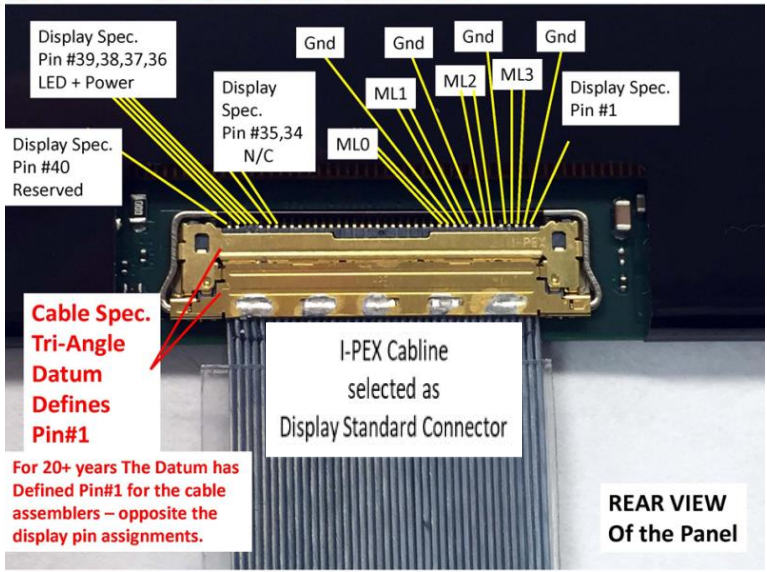 Display Spec.
Pin #39,38,37,36
LED + Power
Gnd
Gnd
Gnd
Gnd
Display
Spec.
Pin #35,34
N/C
ML0
ML1
ML2
ML3
Display Spec.
Pin #1
Display Spec.
Pin #40
Reserved
I-PEX
Cable Spec.
Tri-Angle
Datum
Defines
Pin#1
I-PEX Cabline
selected as
Display Standard Connector
For 20+ years The Datum has
Defined Pin#1 for the cable
assemblers – opposite the
display pin assignments.
REAR VIEW
Of the Panel